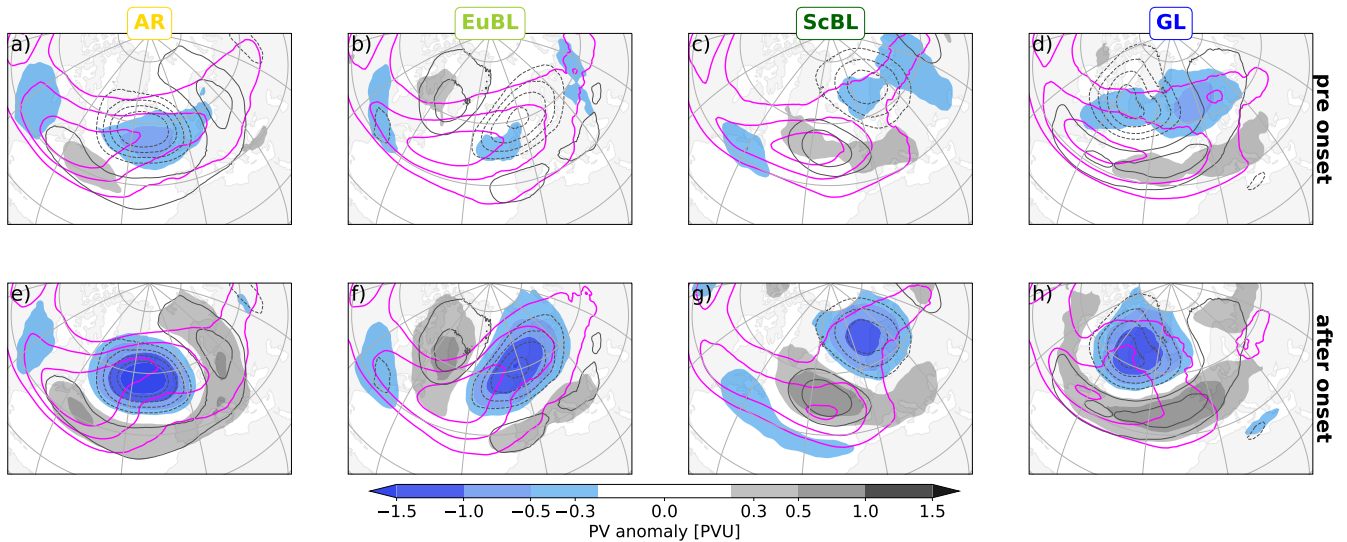 AR
EuBL
ScBL
GL
a)
b)
c)
d)
pre onset
e)
f)
g)
h)
after onset
−1.5
−1.0
−0.5
−0.3
0.0
0.3
0.5
1.0
1.5
PV anomaly [PVU]